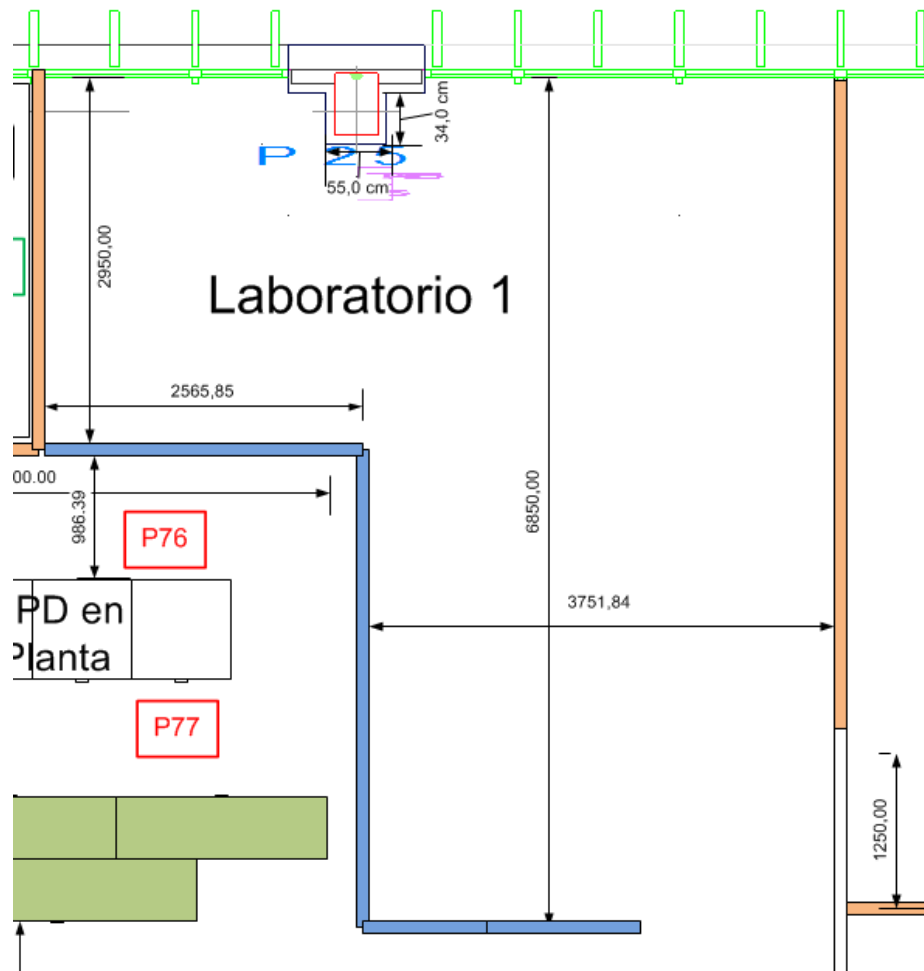 34,0 cm
P 25
55,0 cm
2950,00
Laboratorio 1
2565,85
00.00
986.39
P76
6850,00
3751,84
PD en
Planta
P77
1250,00